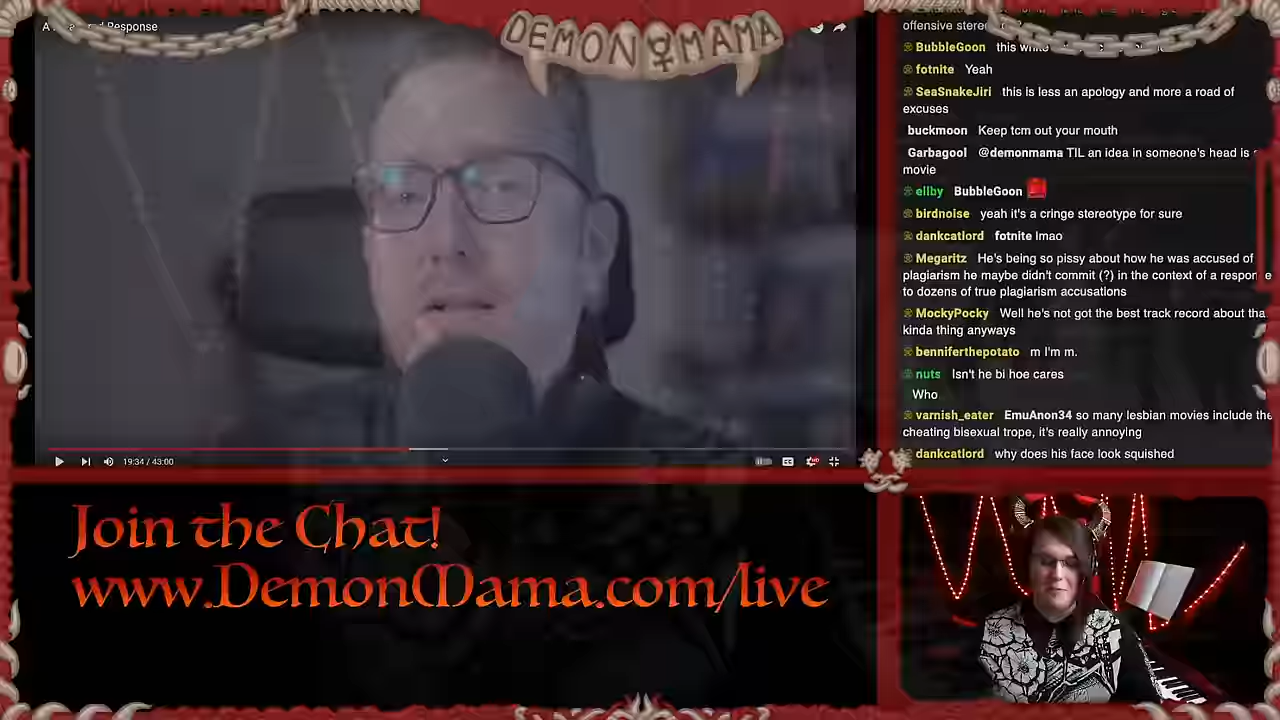 A
Response
DEMON MAMA
19:34 / 43:00
offensive
BubbleGoon this
fotnite Yeah
SeaSnakeJiri this is less an apology and more a road of
excuses
buckmoon Keep tcm out your mouth
Garbagool @demonmama TIL an idea in someone's head is
movie
ellby BubbleGoon
birdnoise yeah it's a cringe stereotype for sure
dankcatlord fotnite lmao
Megaritz He's being so pissy about how he was accused of
plagiarism he maybe didn't commit (?) in the context of a
to dozens of true plagiarism accusations
MockyPocky Well he's not got the best track record about
kinda thing anyways
benniferthepotato m I'm m.
nuts Isn't he bi hoe cares
Who
varnish_eater EmuAnon34 so many lesbian movies include the
cheating bisexual trope, it's really annoying
dankcatlord why does his face look squished
Join the Chat!
www.DemonMama.com/live